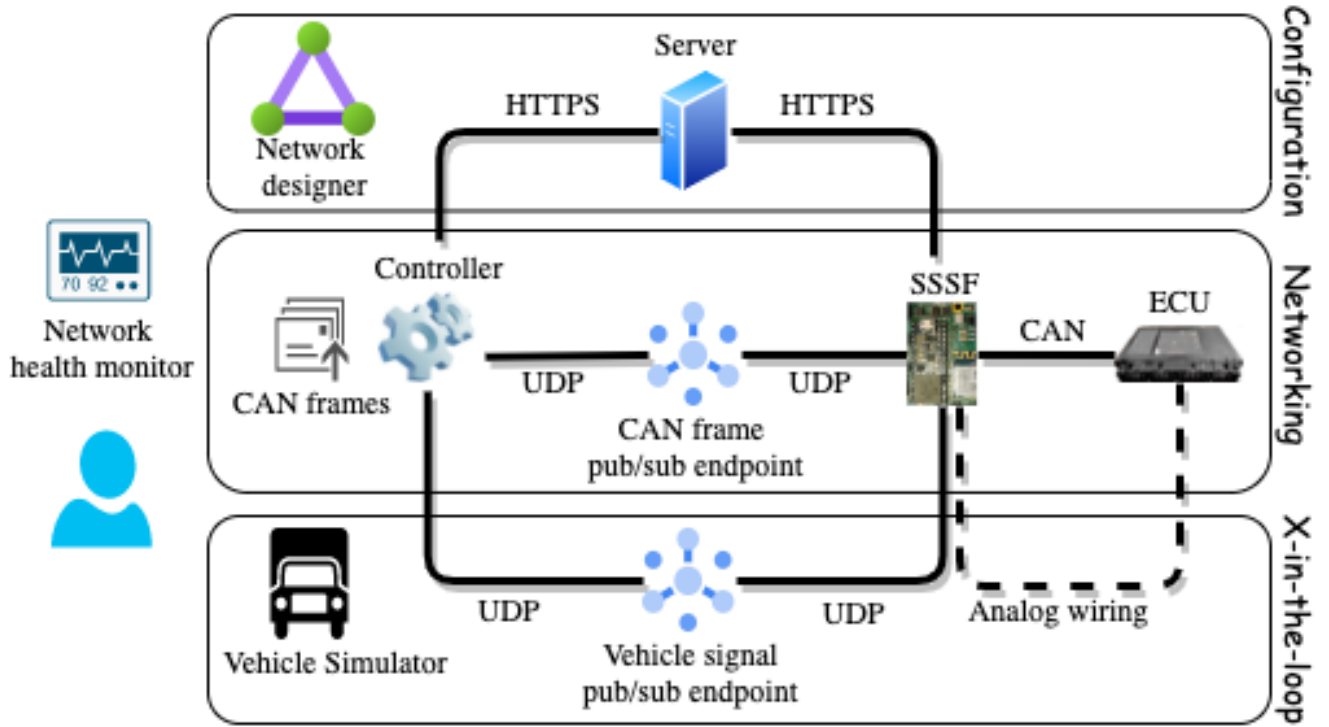 Configuration
Server
HTTPS
HTTPS
Network
designer
Networking
Controller
SSSF
ECU
CAN
70 92
Network
health monitor
UDP
UDP
CAN frames
CAN frame
pub/sub endpoint
X-in-the-loop
UDP
UDP
Analog wiring
Vehicle Simulator
Vehicle signal
pub/sub endpoint